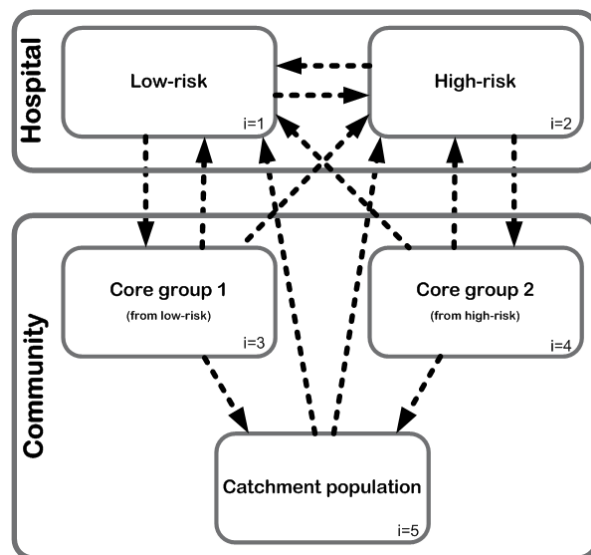 Hospital
Low-risk
i=1
High-risk
i=2
Community
Core group 1
(from low-risk)
i=3
Core group 2
(from high-risk)
i=4
Catchment population
i=5